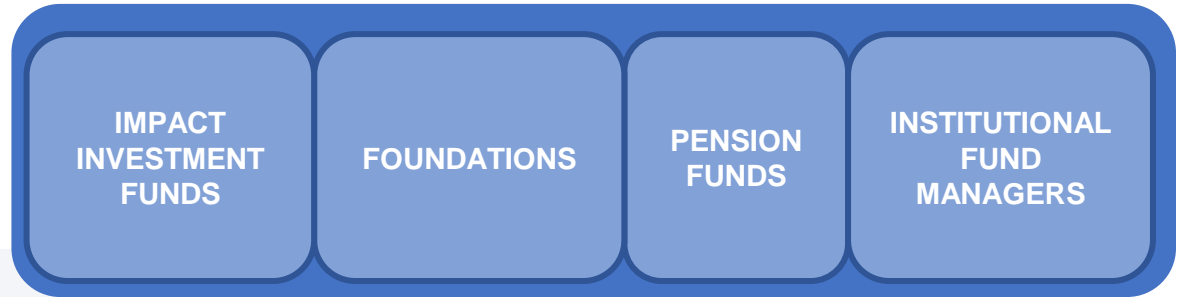 IMPACT
INVESTMENT
FUNDS
FOUNDATIONS
PENSION
FUNDS
INSTITUTIONAL
FUND
MANAGERS